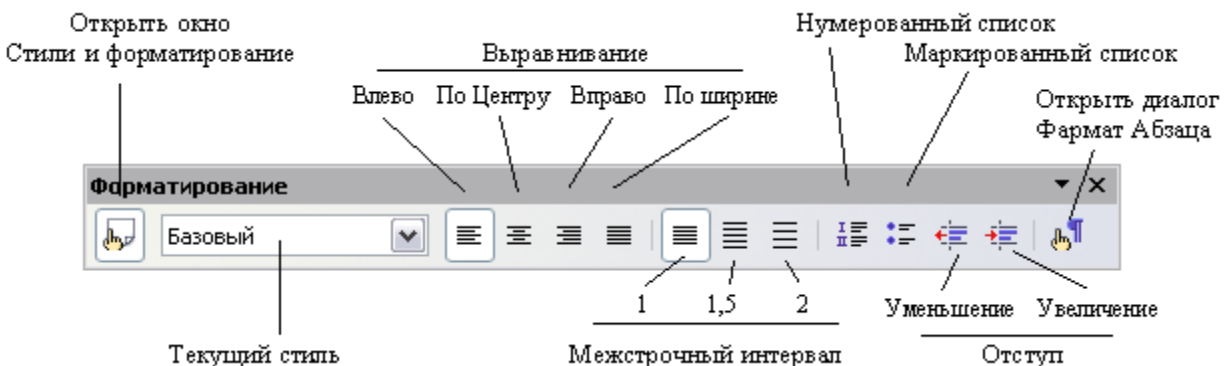 Открыть окно
Стили и форматирование
Выравнивание
Нумерованный список
Маркированный список
Влево По Центру Вправо По ширине
Открыть диалог
Фармат Абзаца
Форматирование
Базовый
1 1,5 2
Уменьшение Увеличение
Текущий стиль
Межстрочный интервал
Отступ